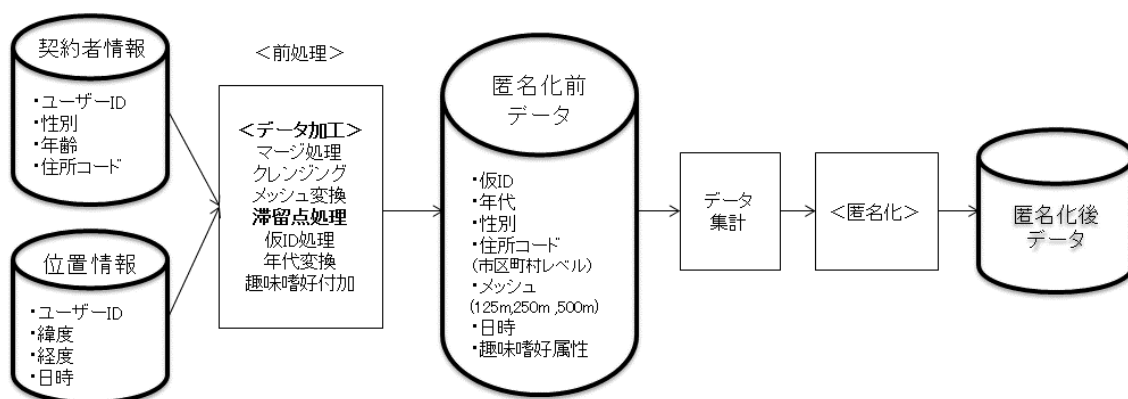 契約者情報
・ユーザーID
・性別
・年齢
・住所コード
位置情報
・ユーザーID
・緯度
・経度
・日時
<前処理>
<データ加工>
マージ処理
クレンジング
メッシュ変換
滞留点処理
仮ID処理
年代変換
趣味嗜好付加
匿名化前
データ
・仮ID
・年代
・性別
・住所コード
(市区町村レベル)
・メッシュ
(125m,250m ,500m)
・日時
・趣味嗜好属性
データ
集計
<匿名化>
匿名化後
データ